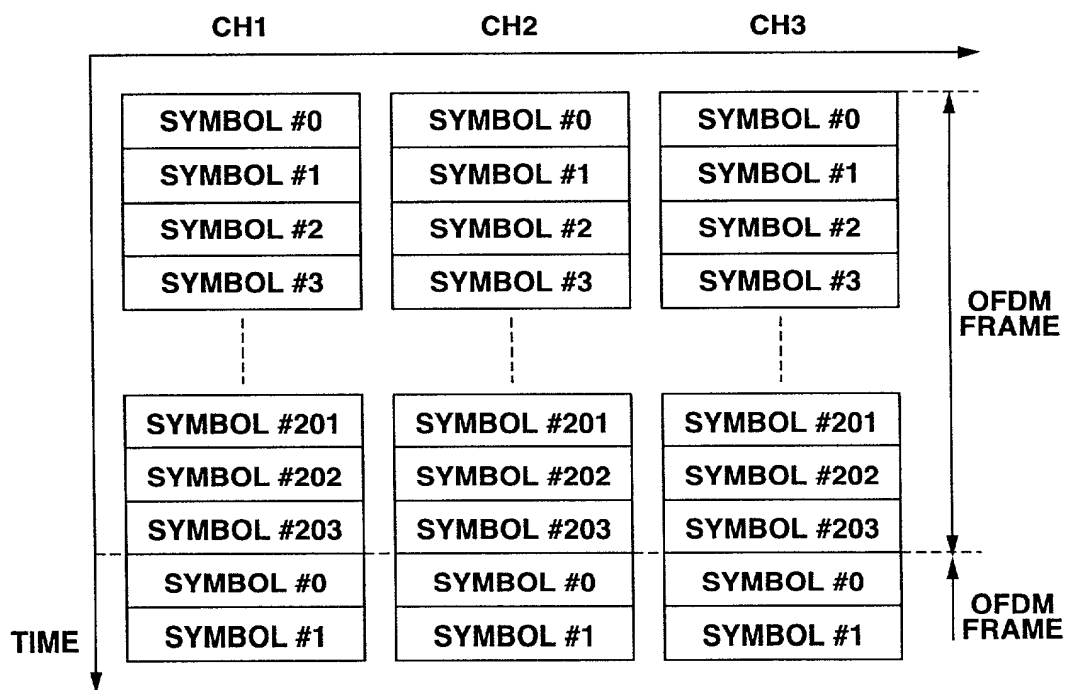 CH1 CH2 CH3
SYMBOL #0 SYMBOL #0 SYMBOL #0
SYMBOL #1 SYMBOL #1 SYMBOL #1
SYMBOL #2 SYMBOL #2 SYMBOL #2
SYMBOL #3 SYMBOL #3 SYMBOL #3
OFDM
FRAME
SYMBOL #201 SYMBOL #201 SYMBOL #201
SYMBOL #202 SYMBOL #202 SYMBOL #202
SYMBOL #203 SYMBOL #203 SYMBOL #203
SYMBOL #0 SYMBOL #0 SYMBOL #0
OFDM
FRAME
TIME SYMBOL #1 SYMBOL #1 SYMBOL #1